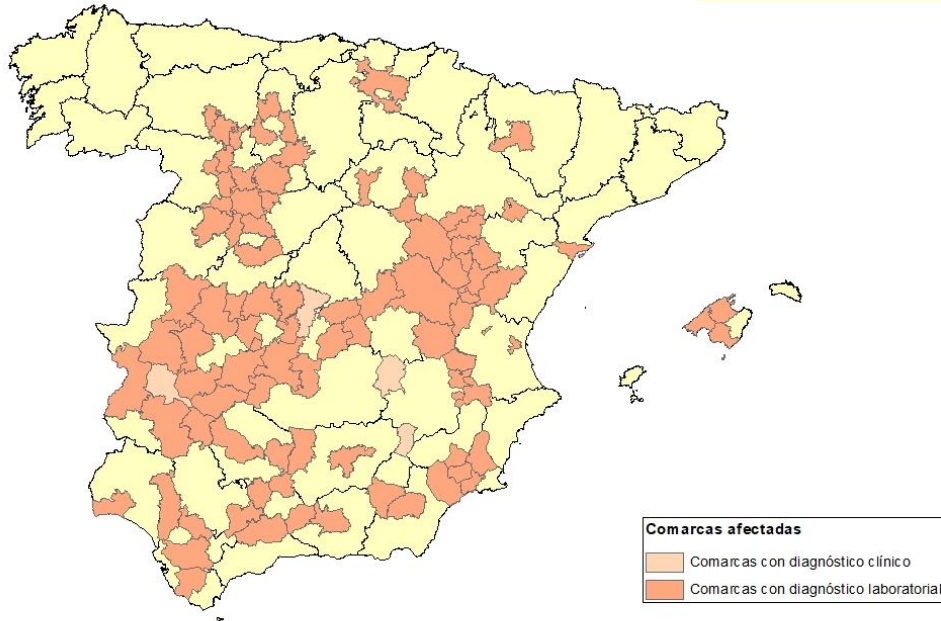 Comarcas afectadas
Comarcas con diagnóstico clínico
Comarcas con diagnóstico laboratorial